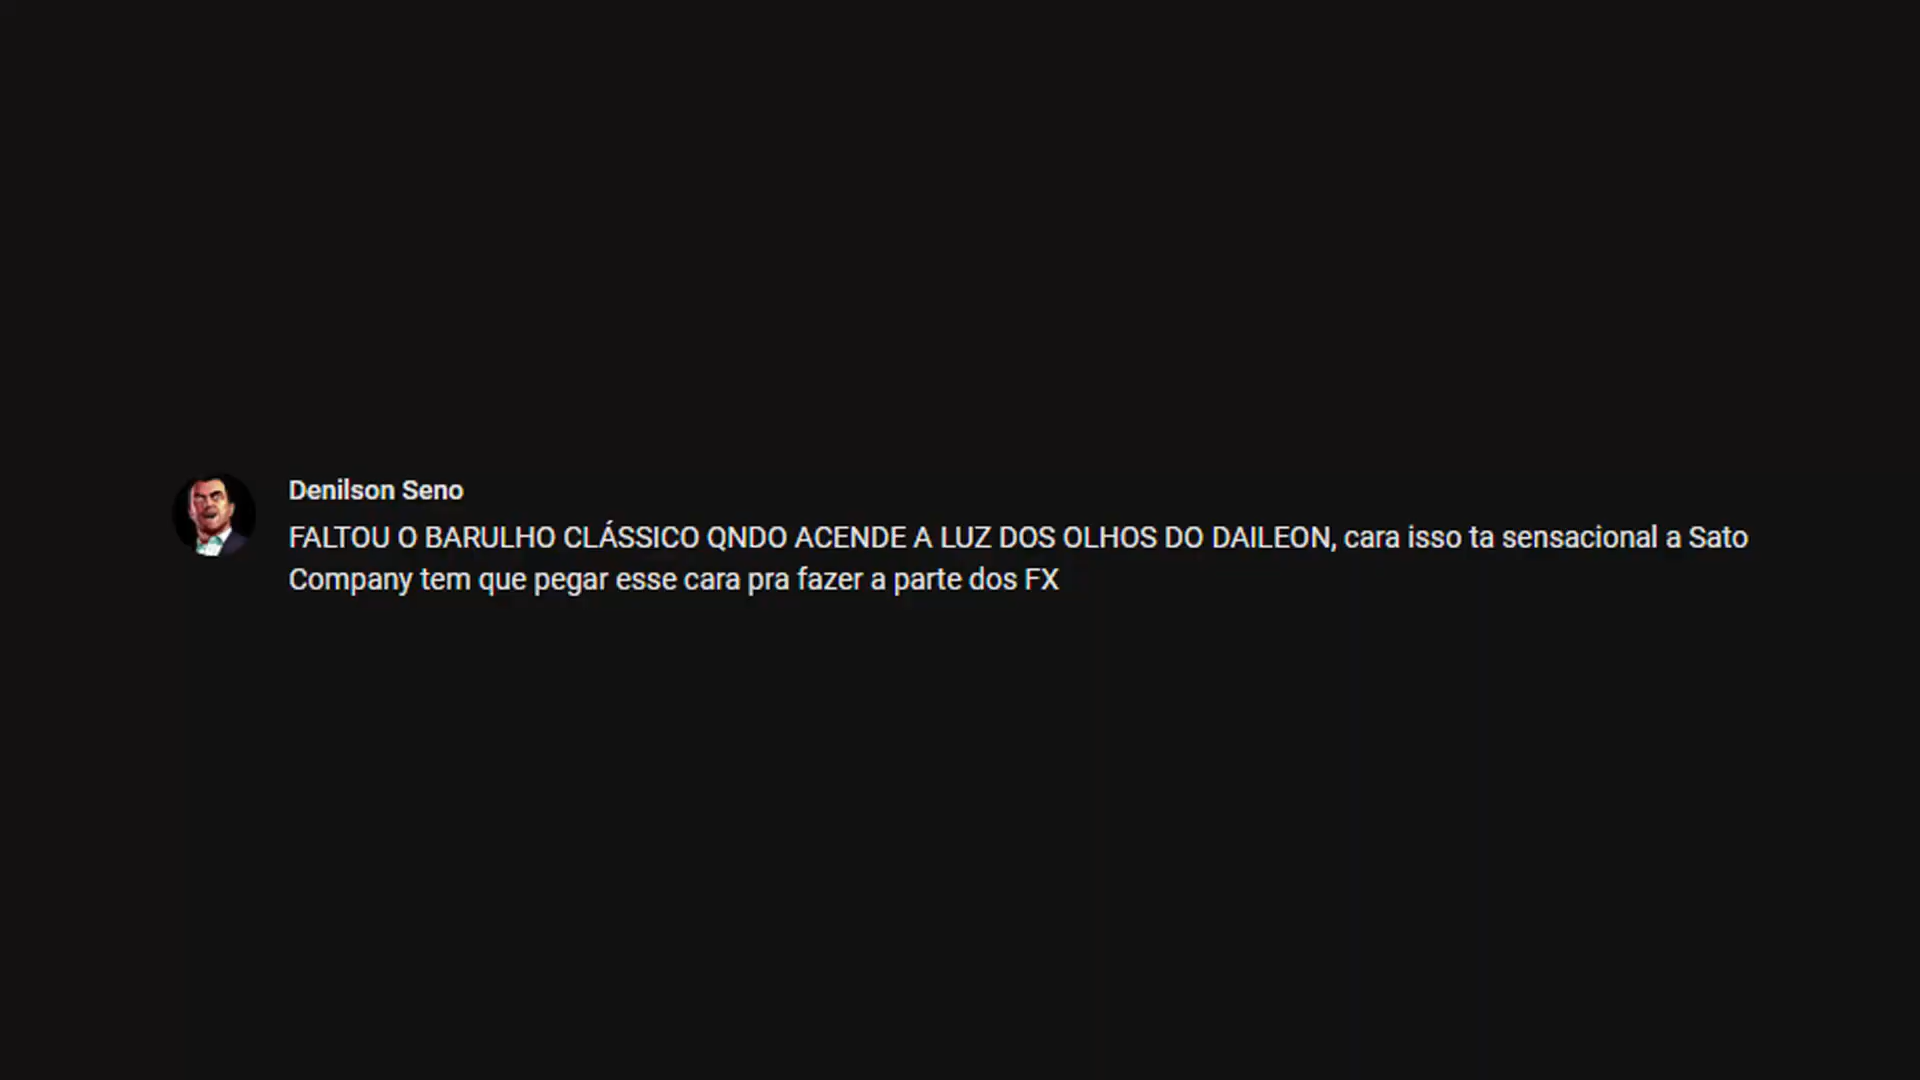 Denilson Seno
FALTOU O BARULHO CLÁSSICO QNDO ACENDE A LUZ DOS OLHOS DO DAILEON, cara isso ta sensacional a Sato
Company tem que pegar esse cara pra fazer a parte dos FX